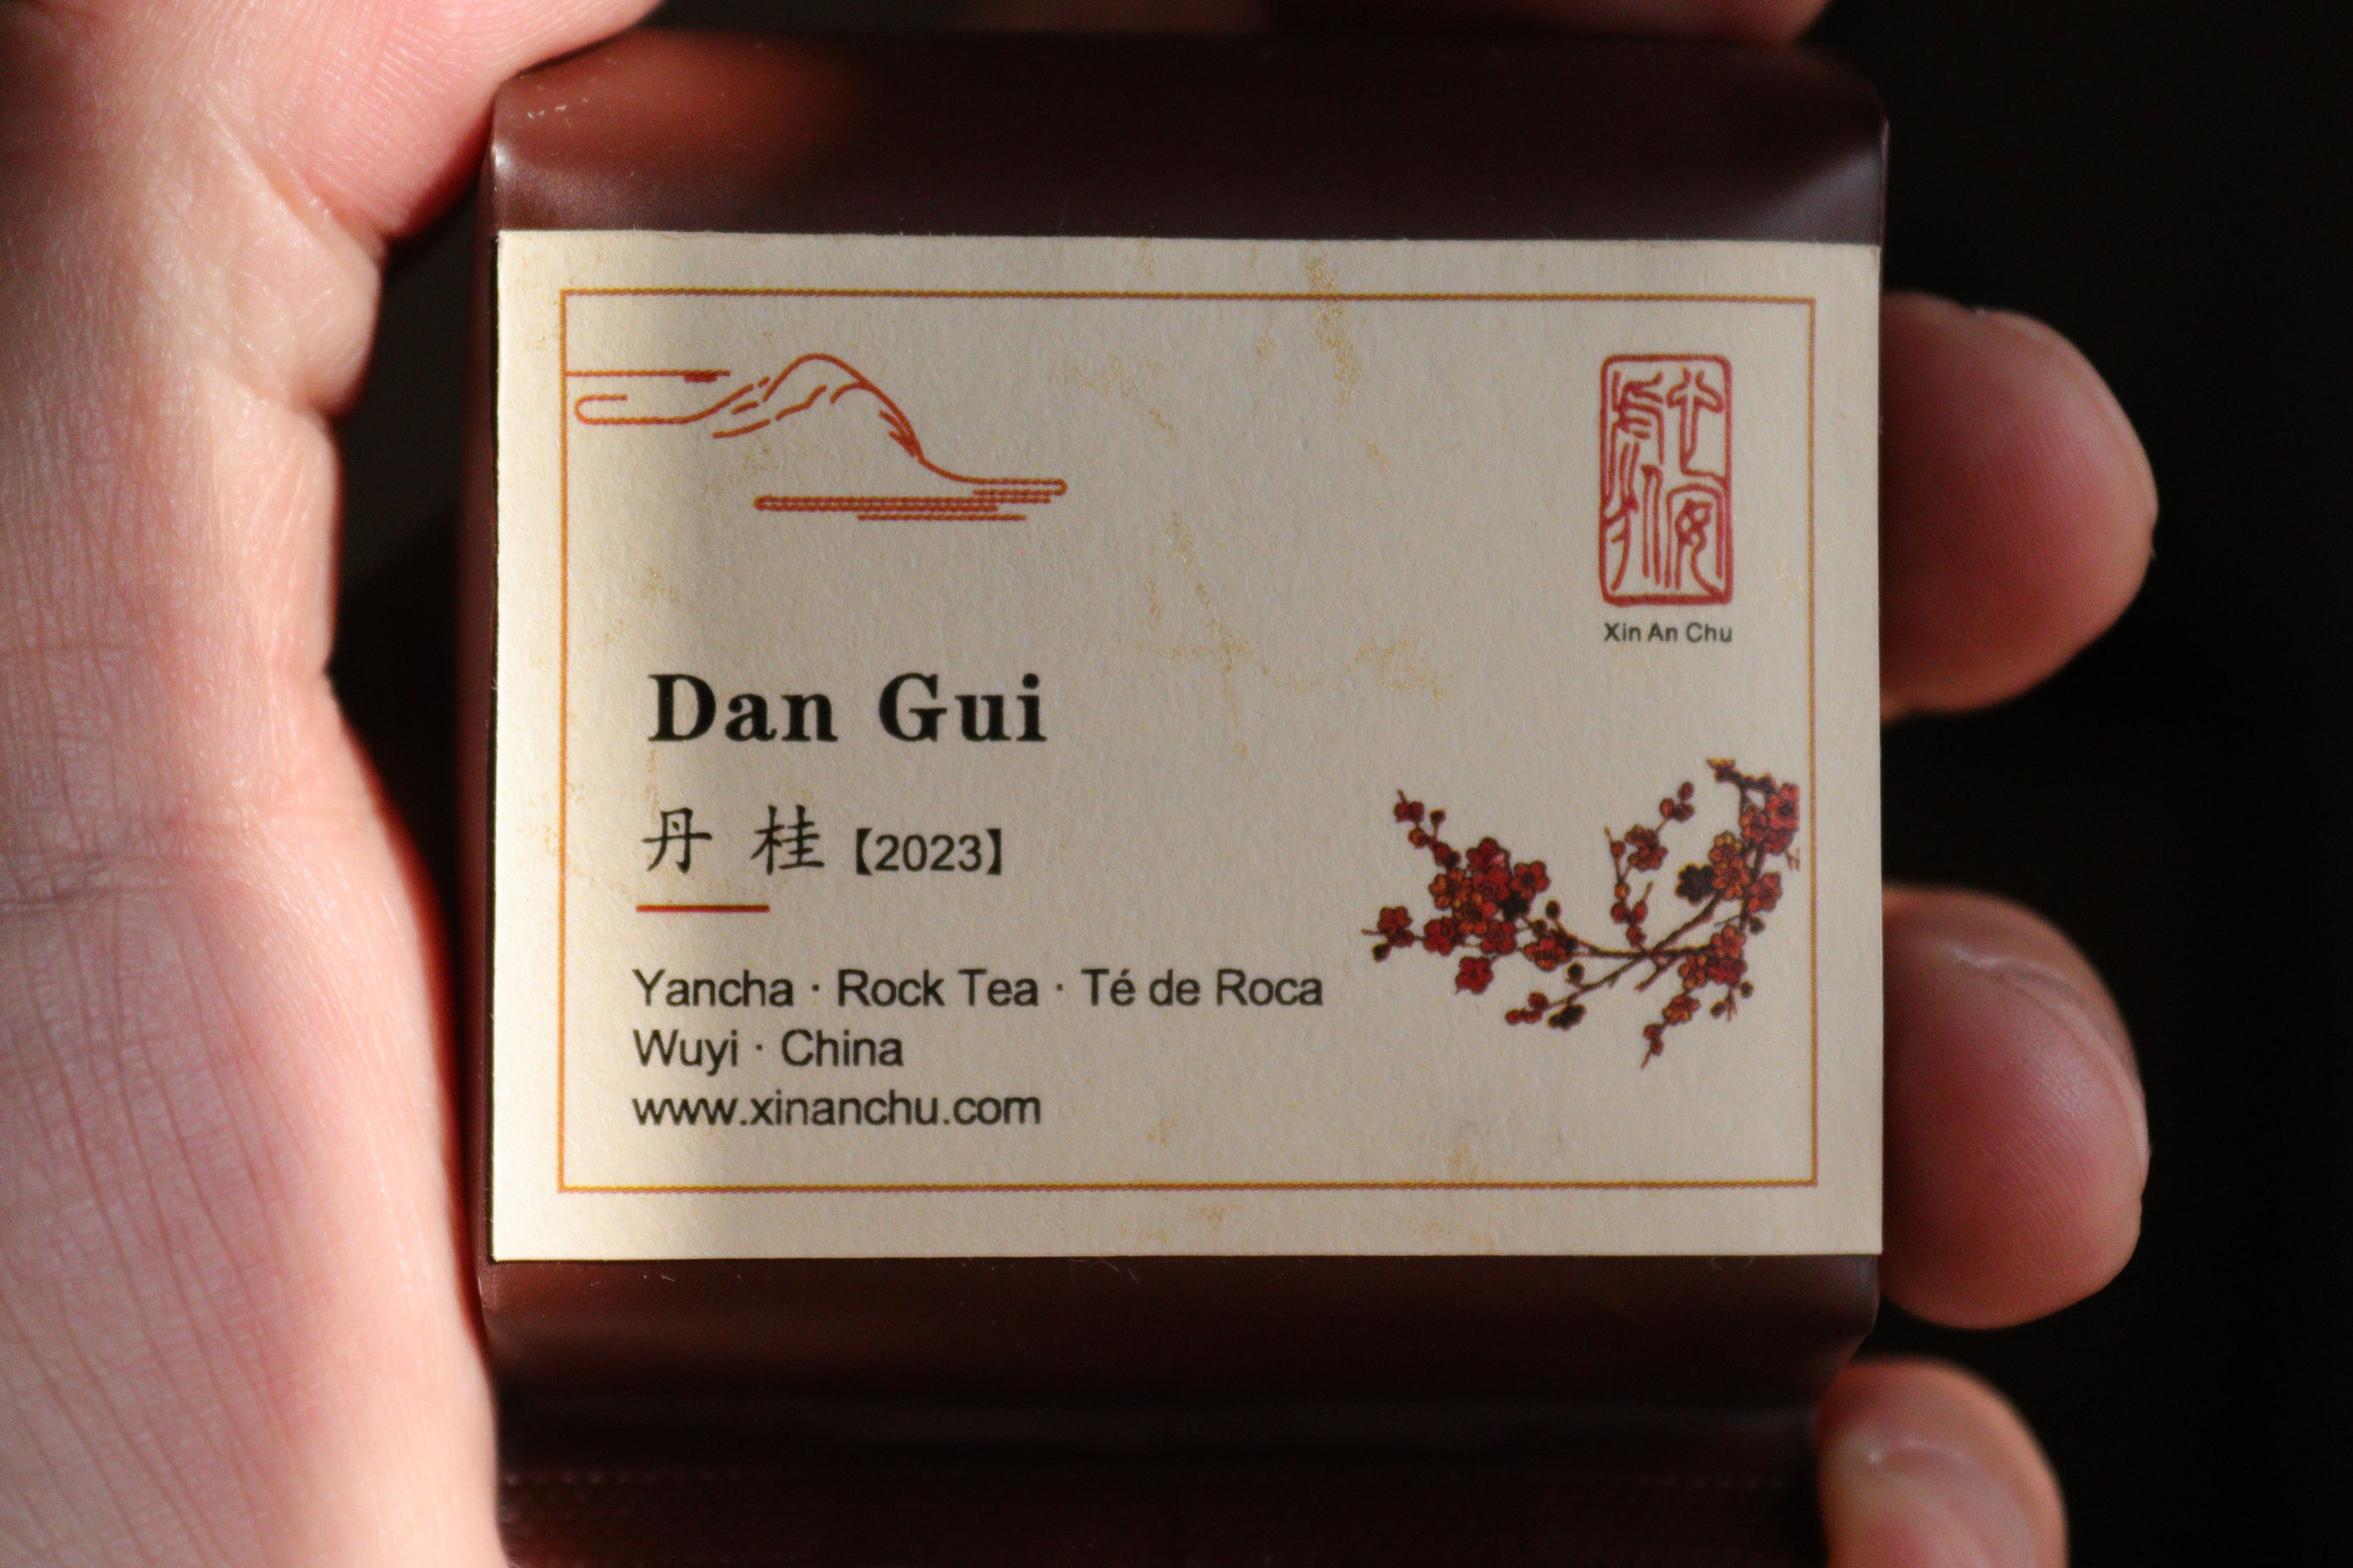 Xin An Chu
Dan Gui
丹 桂【2023】
Yancha · Rock Tea · Té de Roca
Wuyi · China
www.xinanchu.com